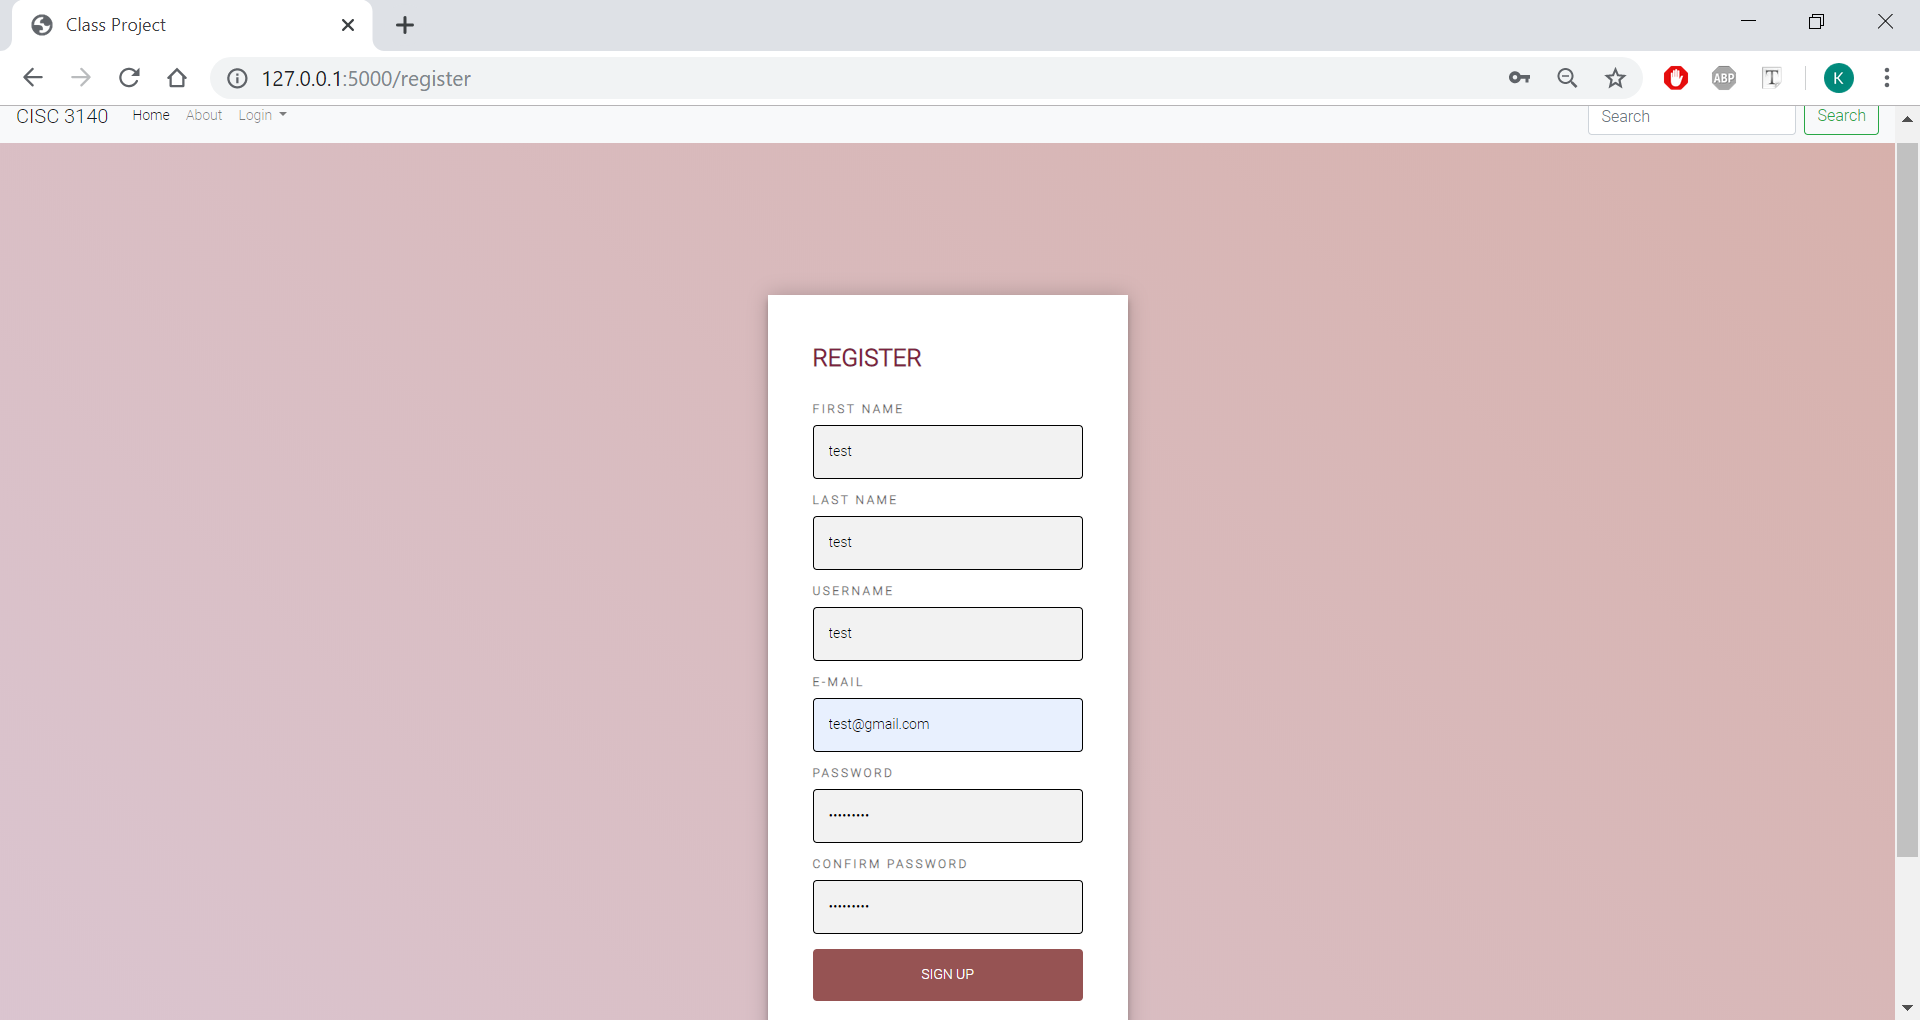 Class Project
127.0.0.1:5000/register
ABP
T
K
CISC 3140 Home About Login Search Search
REGISTER
FIRST NAME
test
LAST NAME
test
USERNAME
test
E-MAIL
test@gmail.com
PASSWORD
•••••••••
CONFIRM PASSWORD
•••••••••
SIGN UP